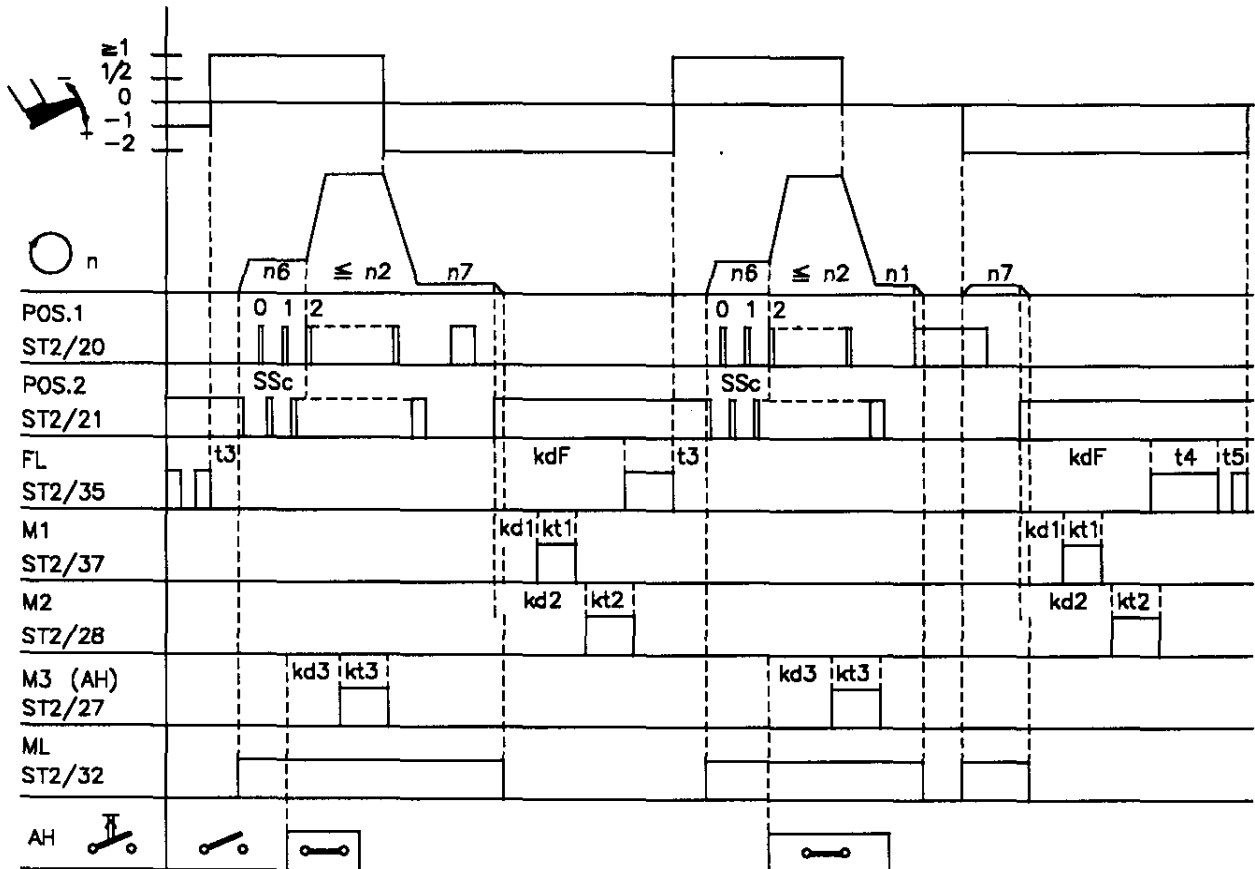 ≧1
1/2
0
-1
-2
−
+
n
n6 ≦ n2 n7 n6 ≦ n2 n1 n7
POS.1 0 1 2 0 1 2
ST2/20
POS.2 SSc SSc
ST2/21
FL t3 kdF t3 kdF t4 t5
ST2/35
M1 kd1 kt1 kd1 kt1
ST2/37
M2 kd2 kt2 kd2 kt2
ST2/28
M3 (AH) kd3 kt3 kd3 kt3
ST2/27
ML
ST2/32
AH